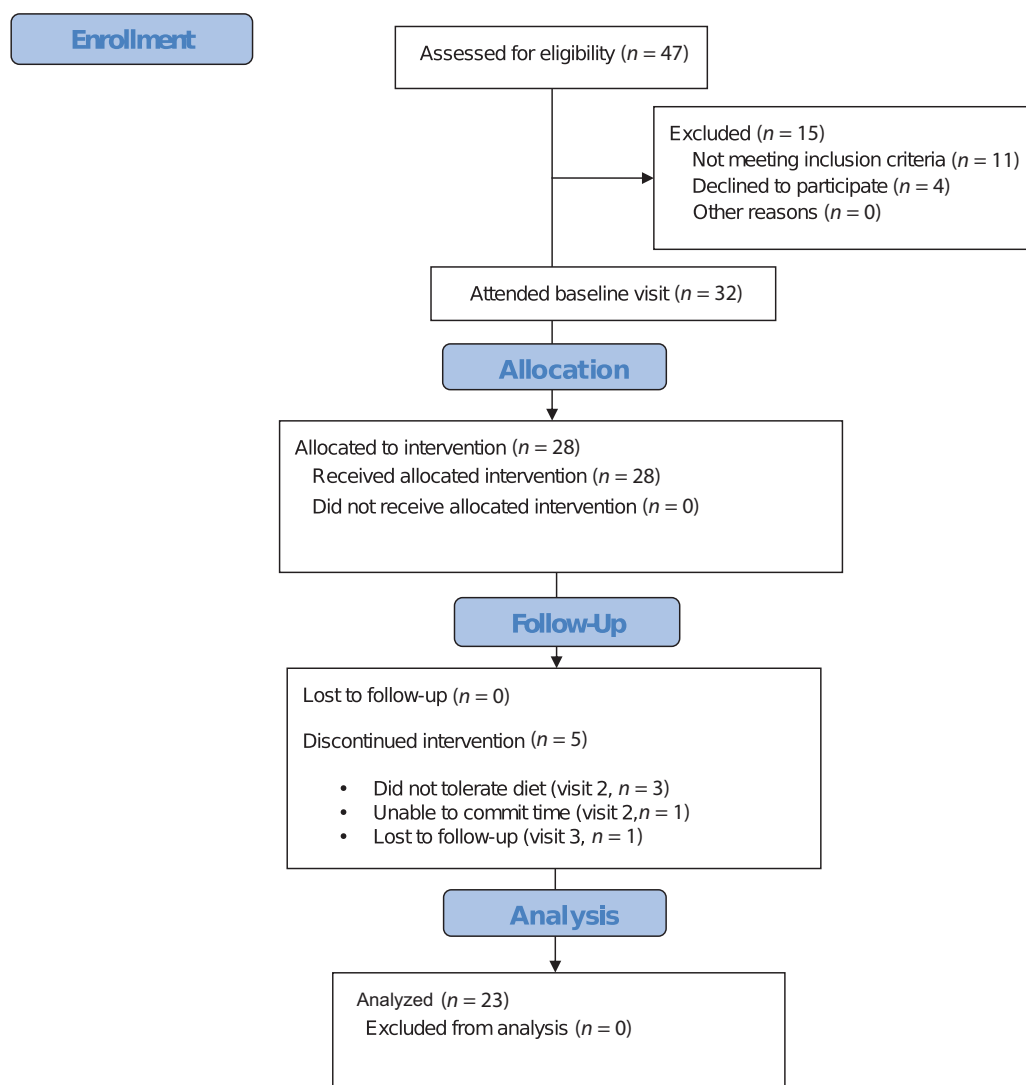 Enrollment
Assessed for eligibility (n = 47)
Excluded (n = 15)
Not meeting inclusion criteria (n = 11)
Declined to participate (n = 4)
Other reasons (n = 0)
Attended baseline visit (n = 32)
Allocation
Allocated to intervention (n = 28)
Received allocated intervention (n = 28)
Did not receive allocated intervention (n = 0)
Follow-Up
Lost to follow-up (n = 0)
Discontinued intervention (n = 5)
• Did not tolerate diet (visit 2, n = 3)
• Unable to commit time (visit 2,n = 1)
• Lost to follow-up (visit 3, n = 1)
Analysis
Analyzed (n = 23)
Excluded from analysis (n = 0)